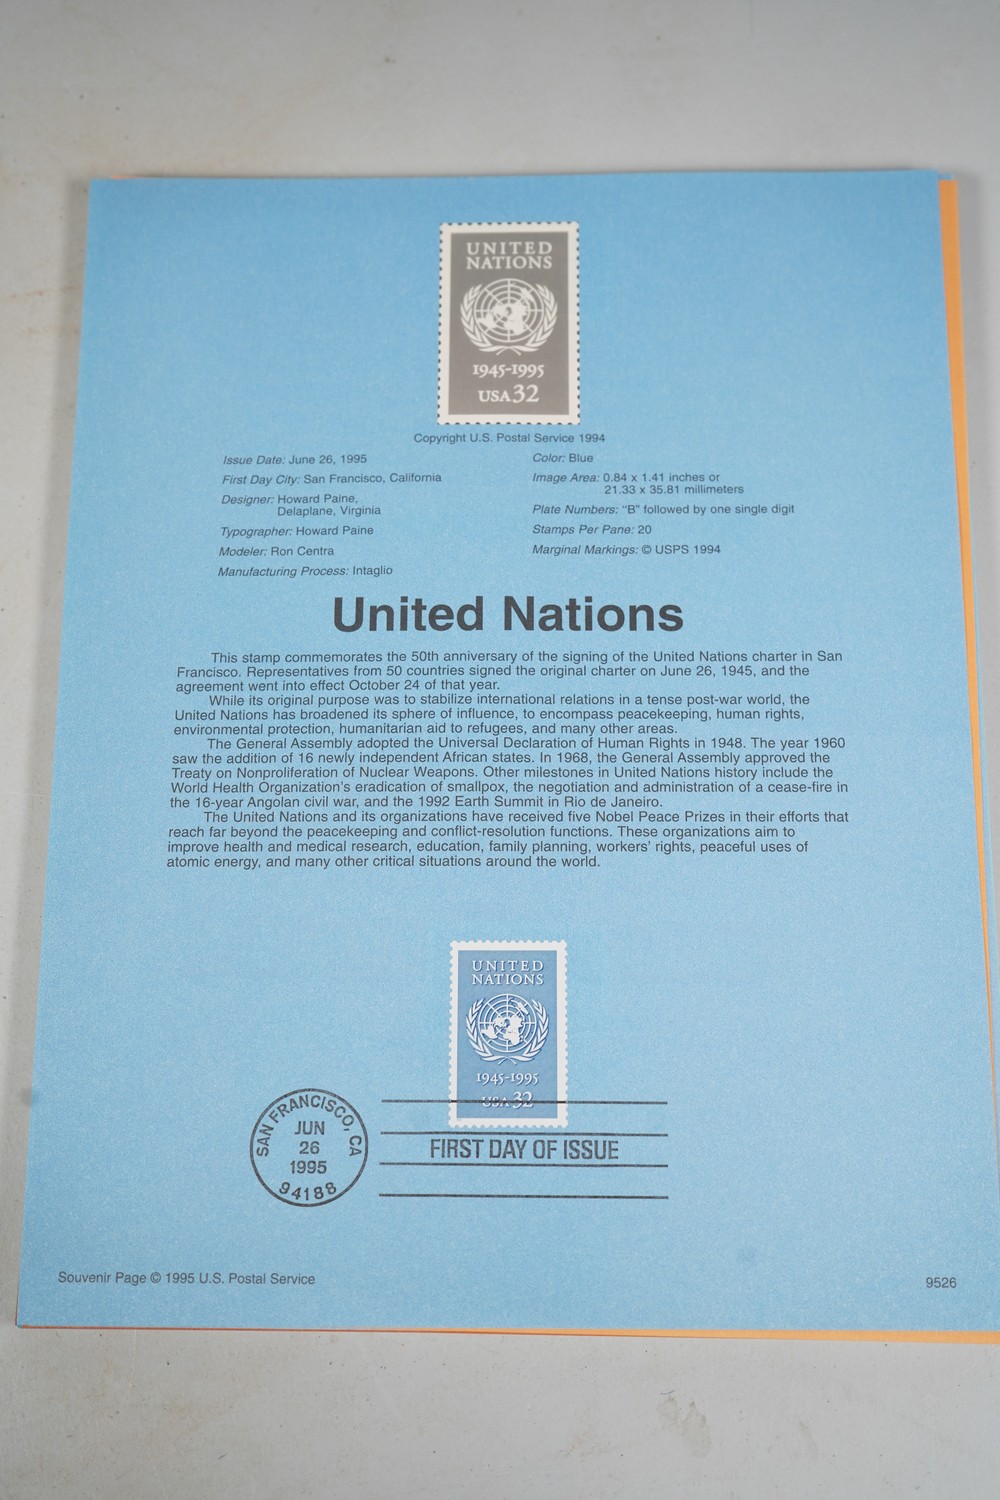 UNITED
NATIONS
1945-1995
USA 32
Copyright U.S. Postal Service 1994
Issue Date: June 26, 1995
First Day City: San Francisco, California
Designer: Howard Paine,
Delaplane, Virginia
Typographer: Howard Paine
Modeler: Ron Centra
Manufacturing Process: Intaglio
Color: Blue
Image Area: 0.84 x 1.41 inches or
21.33 x 35.81 millimeters
Plate Numbers: “B” followed by one single digit
Stamps Per Pane: 20
Marginal Markings: © USPS 1994
United Nations
This stamp commemorates the 50th anniversary of the signing of the United Nations charter in San
Francisco. Representatives from 50 countries signed the original charter on June 26, 1945, and the
agreement went into effect October 24 of that year.
While its original purpose was to stabilize international relations in a tense post-war world, the
United Nations has broadened its sphere of influence, to encompass peacekeeping, human rights,
environmental protection, humanitarian aid to refugees, and many other areas.
The General Assembly adopted the Universal Declaration of Human Rights in 1948. The year 1960
saw the addition of 16 newly independent African states. In 1968, the General Assembly approved the
Treaty on Nonproliferation of Nuclear Weapons. Other milestones in United Nations history include the
World Health Organization's eradication of smallpox, the negotiation and administration of a cease-fire in
the 16-year Angolan civil war, and the 1992 Earth Summit in Rio de Janeiro.
The United Nations and its organizations have received five Nobel Peace Prizes in their efforts that
reach far beyond the peacekeeping and conflict-resolution functions. These organizations aim to
improve health and medical research, education, family planning, workers' rights, peaceful uses of
atomic energy, and many other critical situations around the world.
UNITED
NATIONS
1945-1995
USA 32
SAN FRANCISCO, CA
JUN
26
1995
94188
FIRST DAY OF ISSUE
Souvenir Page © 1995 U.S. Postal Service
9526